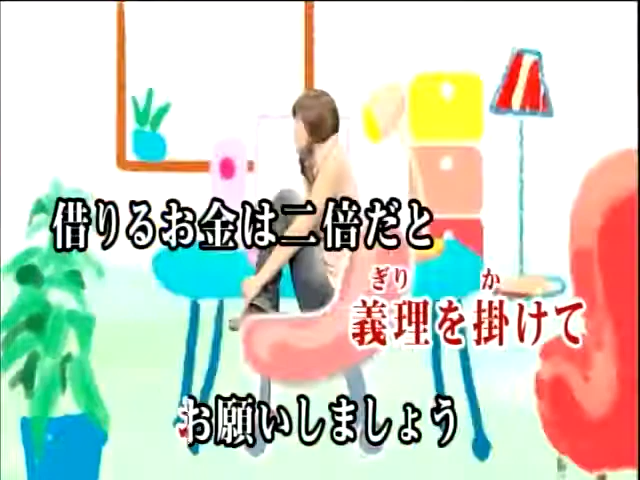 借りるお金は二倍だと
ぎり か
義理を掛けて
お願いしましょう